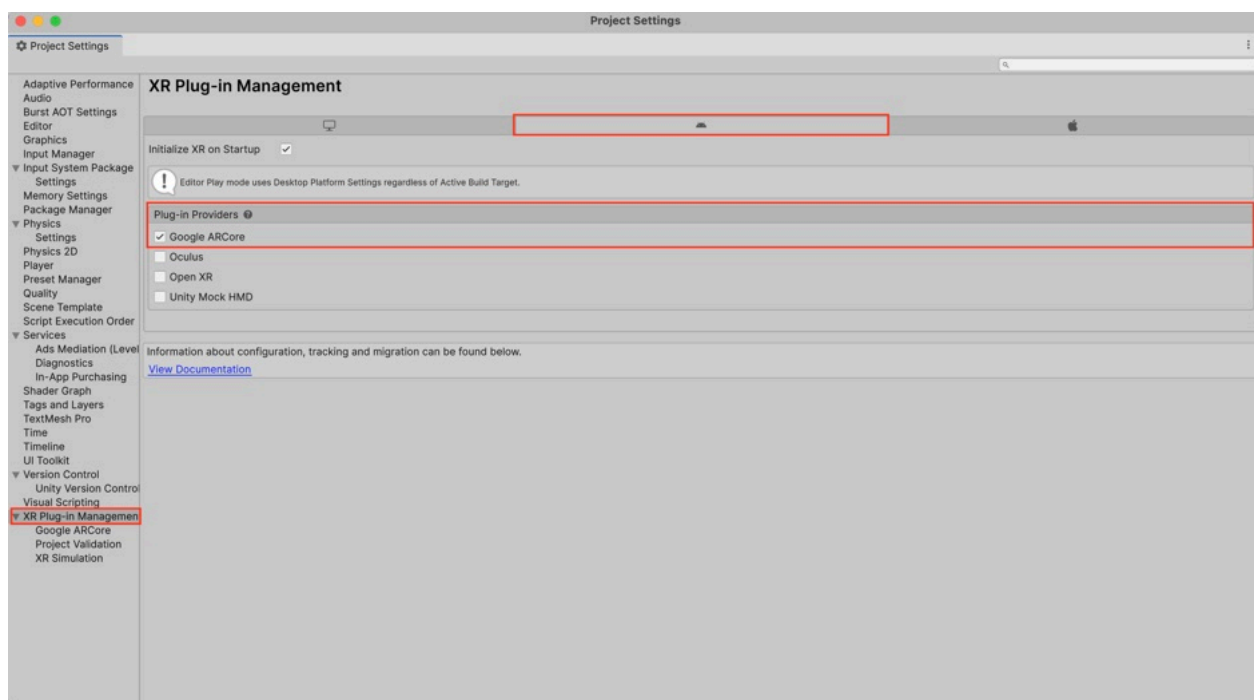 Project Settings
Project Settings
Adaptive Performance
Audio
Burst AOT Settings
Editor
Graphics
Input Manager
Input System Package
Settings
Memory Settings
Package Manager
Physics
Settings
Physics 2D
Player
Preset Manager
Quality
Scene Template
Script Execution Order
Services
Ads Mediation (Level
Diagnostics
In-App Purchasing
Shader Graph
Tags and Layers
TextMesh Pro
Time
Timeline
UI Toolkit
Version Control
Unity Version Control
Visual Scripting
XR Plug-in Managemen
Google ARCore
Project Validation
XR Simulation
XR Plug-in Management
Initialize XR on Startup
Editor Play mode uses Desktop Platform Settings regardless of Active Build Target.
Plug-in Providers
Google ARCore
Oculus
Open XR
Unity Mock HMD
Information about configuration, tracking and migration can be found below.
View Documentation